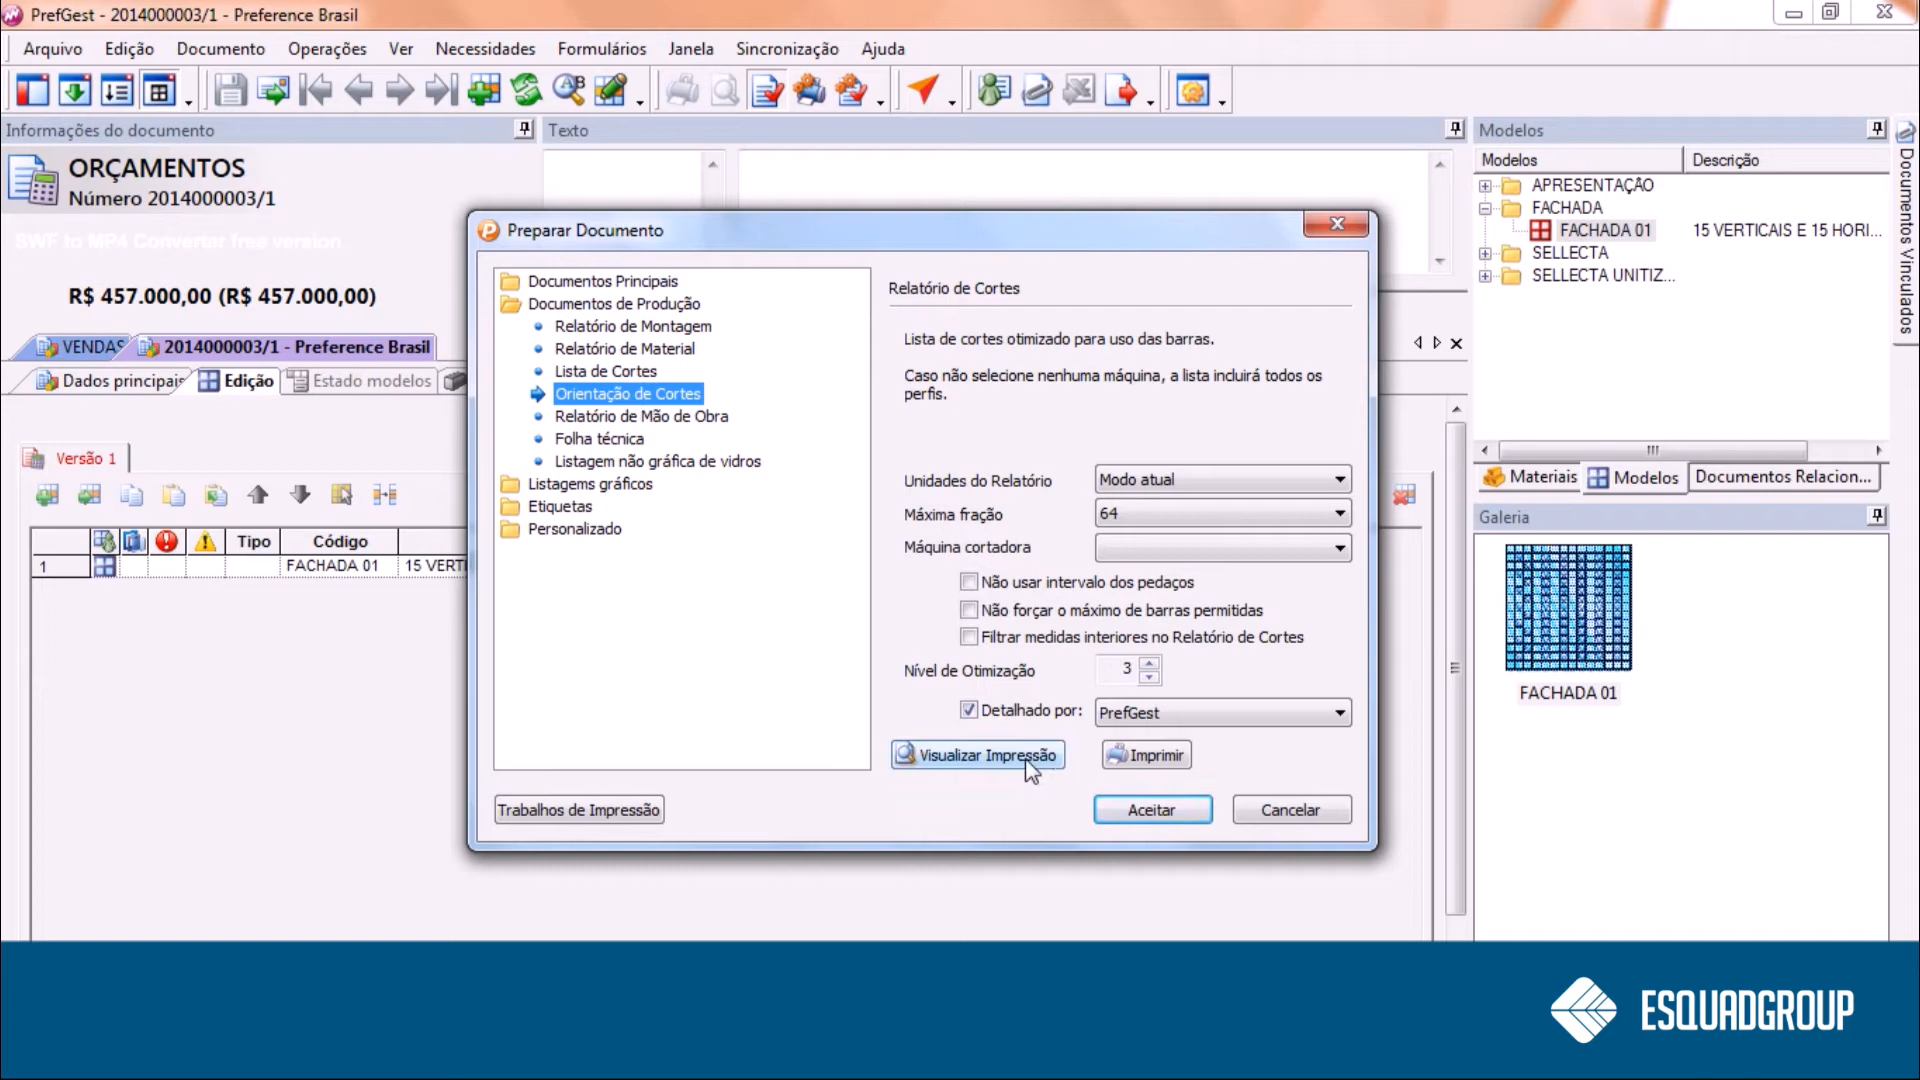 PrefGest - 2014000003/1 - Preference Brasil
Arquivo Edição Documento Operações Ver Necessidades Formulários Janela Sincronização Ajuda
Informações do documento
ORÇAMENTOS
Número 2014000003/1
SWF to MP4 Converter free version
R$ 457.000,00 (R$ 457.000,00)
VENDAS 2014000003/1 - Preference Brasil
Dados principais Edição Estado modelos
Versão 1
Tipo Código
1 FACHADA 01 15 VERTI
Texto
Preparar Documento
Documentos Principais
Documentos de Produção
Relatório de Montagem
Relatório de Material
Lista de Cortes
Orientação de Cortes
Relatório de Mão de Obra
Folha técnica
Listagem não gráfica de vidros
Listagems gráficos
Etiquetas
Personalizado
Relatório de Cortes
Lista de cortes otimizado para uso das barras.
Caso não selecione nenhuma máquina, a lista incluirá todos os
perfis.
Unidades do Relatório Modo atual
Máxima fração 64
Máquina cortadora
Não usar intervalo dos pedaços
Não forçar o máximo de barras permitidas
Filtrar medidas interiores no Relatório de Cortes
Nível de Otimização 3
Detalhado por: PrefGest
Visualizar Impressão Imprimir
Trabalhos de Impressão Aceitar Cancelar
Modelos
Modelos Descrição
APRESENTAÇÃO
FACHADA
FACHADA 01 15 VERTICAIS E 15 HORI...
SELLECTA
SELLECTA UNITIZ...
Materiais Modelos Documentos Relacion...
Galeria
FACHADA 01
Documentos Vinculados
ESQUADGROUP